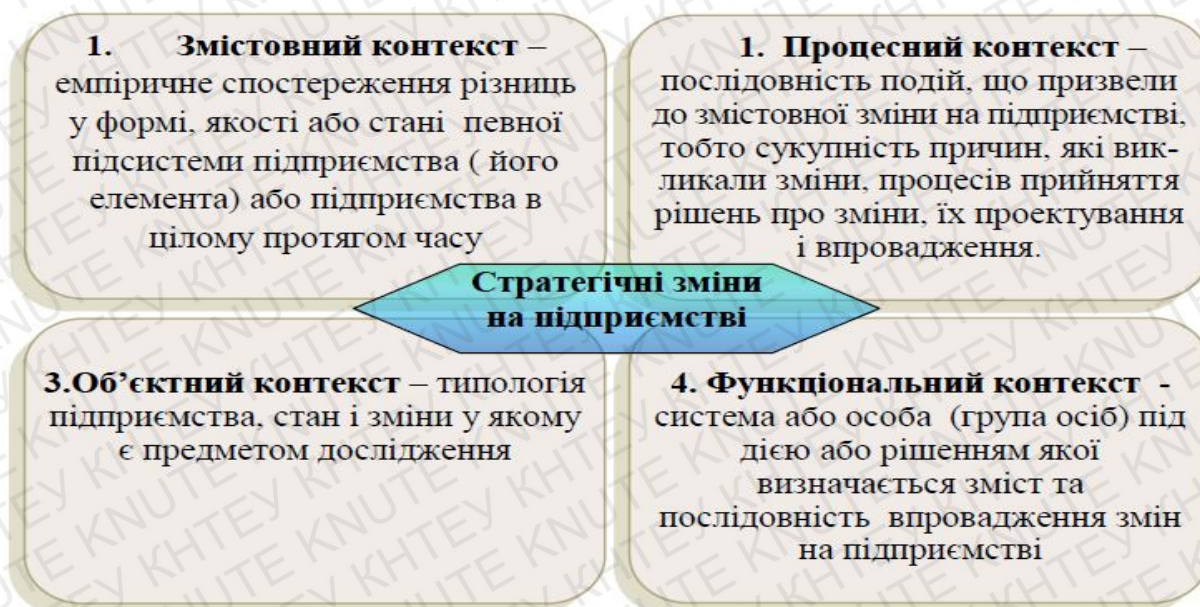 1. Змістовний контекст –
емпіричне спостереження різниць
у формі, якості або стані певної
підсистеми підприємства ( його
елемента) або підприємства в
цілому протягом часу
1. Процесний контекст –
послідовність подій, що призвели
до змістовної зміни на підприємстві,
тобто сукупність причин, які вик-
ликали зміни, процесів прийняття
рішень про зміни, їх проектування
і впровадження.
Стратегічні зміни
на підприємстві
3.Об’єктний контекст – типологія
підприємства, стан і зміни у якому
є предметом дослідження
4. Функціональний контекст -
система або особа (група осіб) під
дією або рішенням якої
визначається зміст та
послідовність впровадження змін
на підприємстві